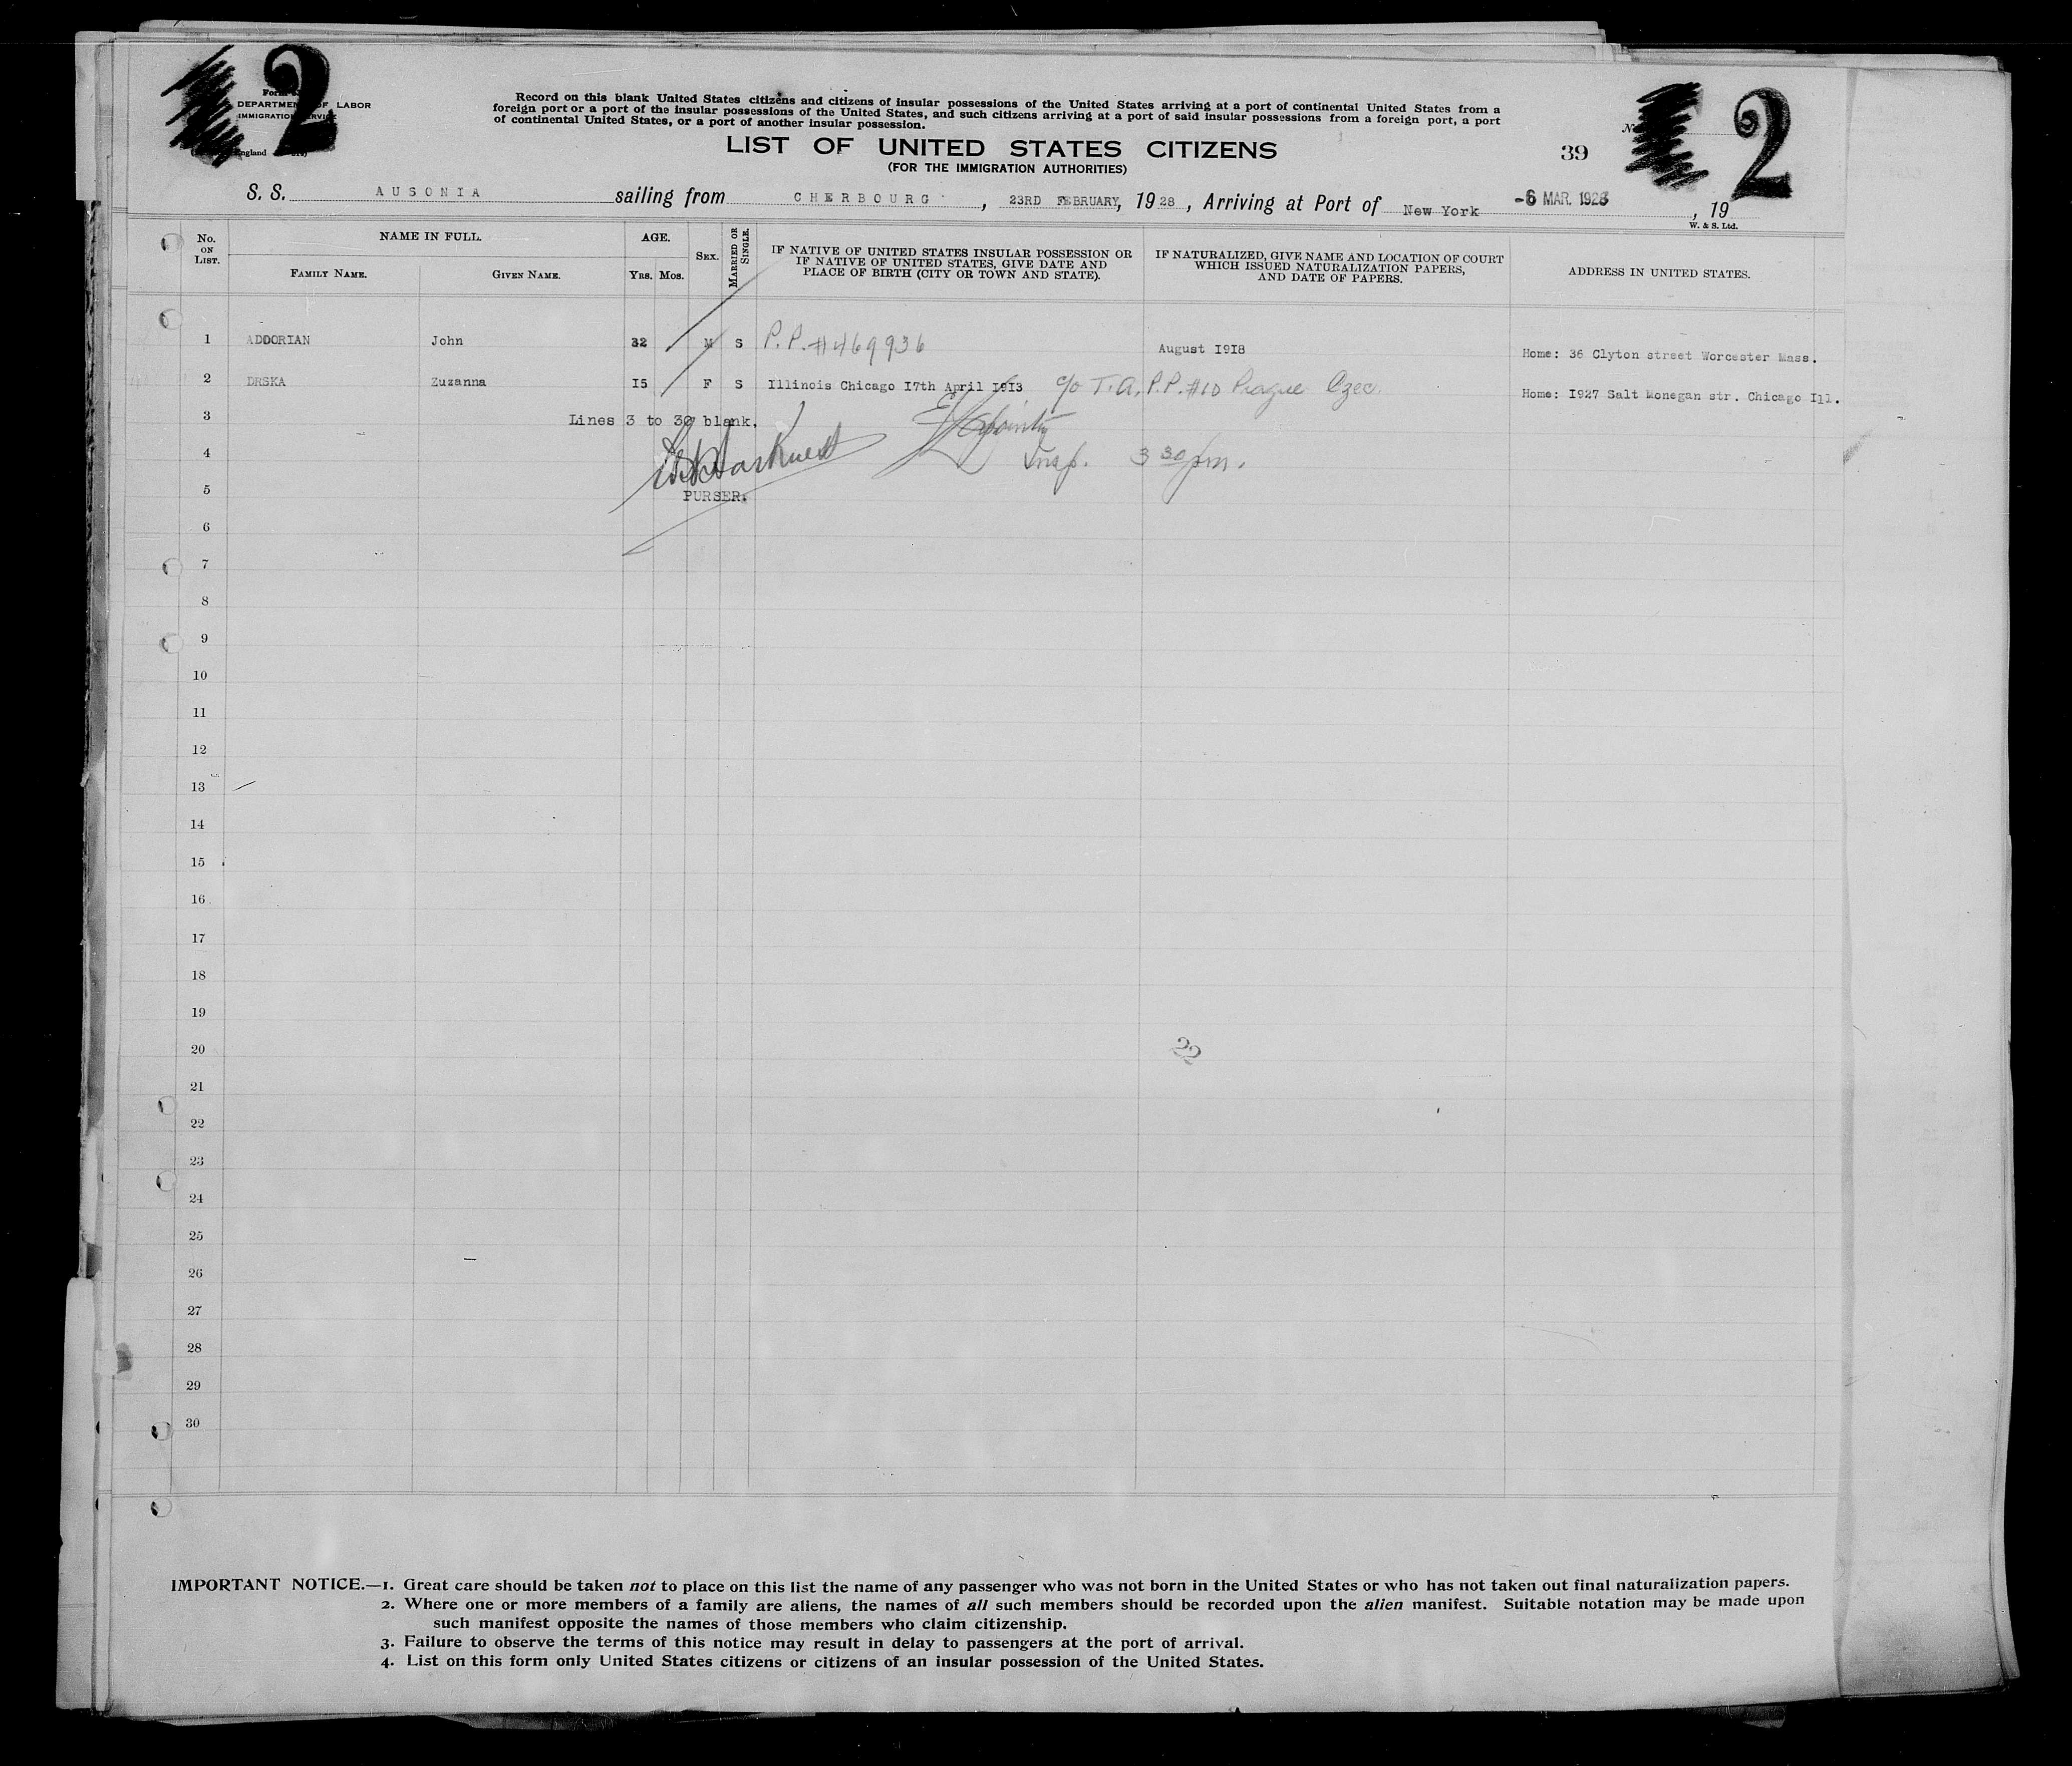 2
DEPARTMENT OF LABOR
IMMIGRATION SERVICE
Record on this blank United States citizens and citizens of insular possessions of the United States arriving at a port of continental United States from a
foreign port or a port of the insular possessions of the United States, and such citizens arriving at a port of said insular possessions from a foreign port, a port
of continental United States, or a port of another insular possession.
LIST OF UNITED STATES CITIZENS
(FOR THE IMMIGRATION AUTHORITIES)
39
2
S. S. AUSONIA sailing from CHERBOURG, 23RD FEBRUARY, 1928, Arriving at Port of New York -6 MAR. 1928, 19
W. & S. Ltd.
No. ON LIST.
NAME IN FULL.
FAMILY NAME.
GIVEN NAME.
AGE.
YRS. MOS.
SEX.
MARRIED OR SINGLE.
IF NATIVE OF UNITED STATES INSULAR POSSESSION OR
IF NATIVE OF UNITED STATES, GIVE DATE AND
PLACE OF BIRTH (CITY OR TOWN AND STATE).
IF NATURALIZED, GIVE NAME AND LOCATION OF COURT
WHICH ISSUED NATURALIZATION PAPERS,
AND DATE OF PAPERS.
ADDRESS IN UNITED STATES.
1 ADDORIAN John 32 M S P.P. #469936 August I9I8 Home: 36 Clyton street Worcester Mass.
2 DRSKA Zuzanna I5 F S Illinois Chicago I7th April I9I3 c/o T.A. P.P. #10 Prague Czec. Home: I927 Salt Monegan str. Chicago Ill.
3 Lines 3 to 30 blank.
4 Insp. 3 30 pm.
5 PURSER.
6
7
8
9
10
11
12
13
14
15
16
17
18
19
20
22
21
22
23
24
25
26
27
28
29
30
IMPORTANT NOTICE.—1. Great care should be taken not to place on this list the name of any passenger who was not born in the United States or who has not taken out final naturalization papers.
2. Where one or more members of a family are aliens, the names of all such members should be recorded upon the alien manifest. Suitable notation may be made upon
such manifest opposite the names of those members who claim citizenship.
3. Failure to observe the terms of this notice may result in delay to passengers at the port of arrival.
4. List on this form only United States citizens or citizens of an insular possession of the United States.